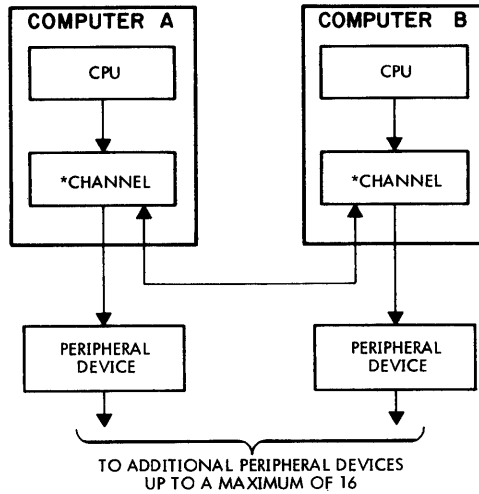 COMPUTER A
CPU
*CHANNEL
PERIPHERAL
DEVICE
COMPUTER B
CPU
*CHANNEL
PERIPHERAL
DEVICE
TO ADDITIONAL PERIPHERAL DEVICES
UP TO A MAXIMUM OF 16